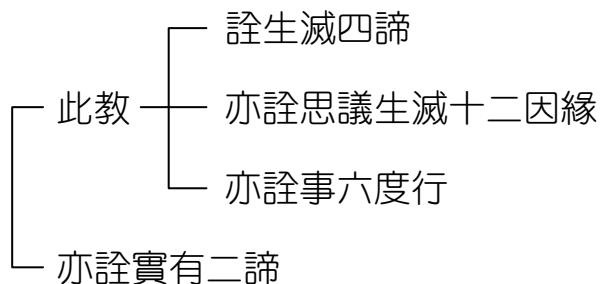 詮生滅四諦
此教
亦詮思議生滅十二因緣
亦詮事六度行
亦詮實有二諦